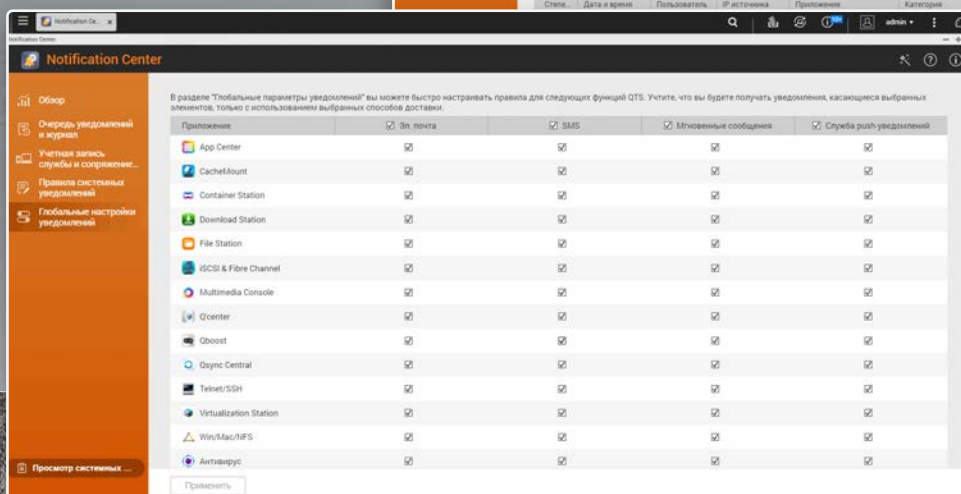 Степе... Дата и время Пользователь IP источника Приложение Категория
Notification Ce... x
10+
admin
Notification Center
Notification Center
Обзор
Очередь уведомлений
и журнал
Учетная запись
службы и сопряжение...
Правила системных
уведомлений
Глобальные настройки
уведомлений
Просмотр системных ...
В разделе "Глобальные параметры уведомлений" вы можете быстро настраивать правила для следующих функций QTS. Учтите, что вы будете получать уведомления, касающиеся выбранных
элементов, только с использованием выбранных способов доставки.
Приложение Эл. почта SMS Мгновенные сообщения Служба push-уведомлений
App Center
CacheMount
Container Station
Download Station
File Station
iSCSI & Fibre Channel
Multimedia Console
Q'center
Qboost
Qsync Central
Telnet/SSH
Virtualization Station
Win/Mac/NFS
Антивирус
Применить